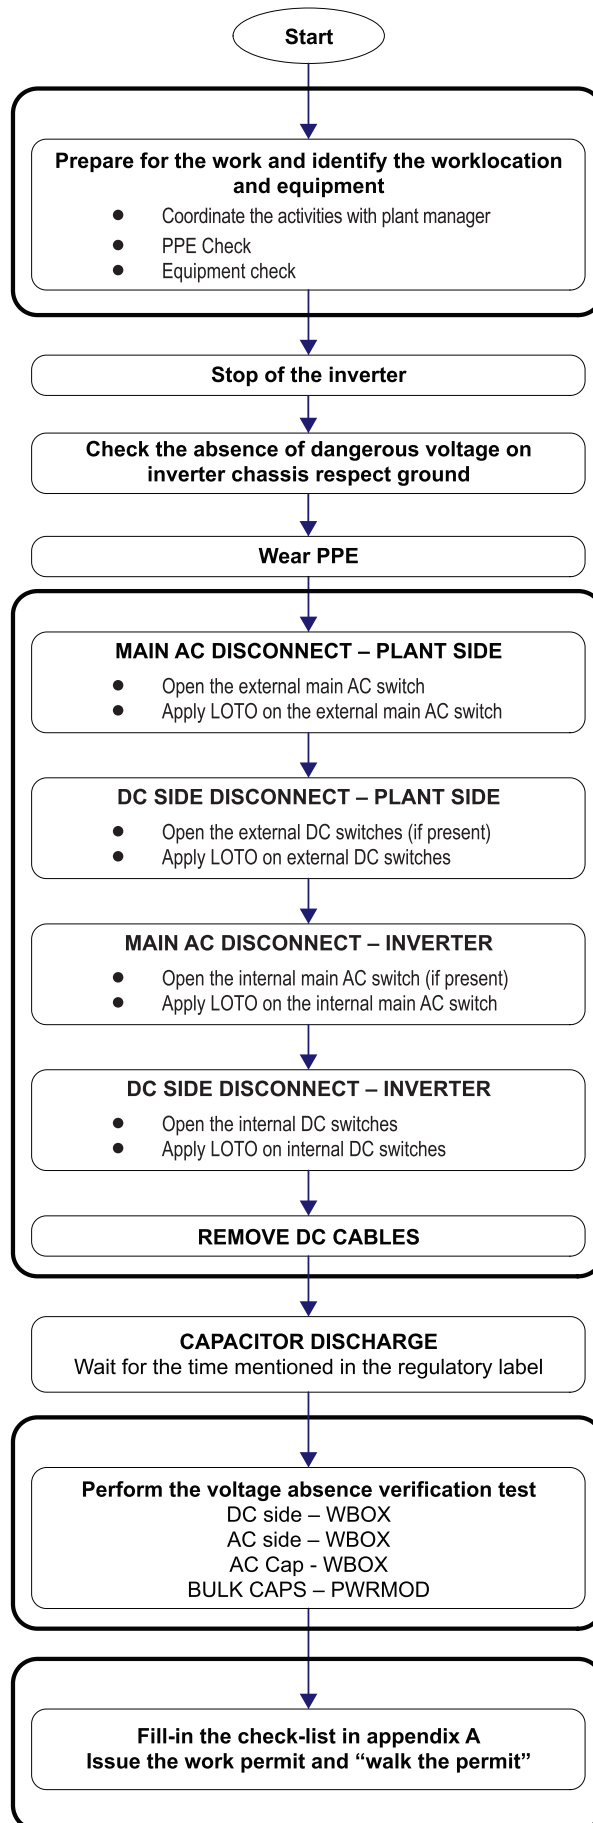 Start
Prepare for the work and identify the worklocation
and equipment
● Coordinate the activities with plant manager
● PPE Check
● Equipment check
Stop of the inverter
Check the absence of dangerous voltage on
inverter chassis respect ground
Wear PPE
MAIN AC DISCONNECT – PLANT SIDE
● Open the external main AC switch
● Apply LOTO on the external main AC switch
DC SIDE DISCONNECT – PLANT SIDE
● Open the external DC switches (if present)
● Apply LOTO on external DC switches
MAIN AC DISCONNECT – INVERTER
● Open the internal main AC switch (if present)
● Apply LOTO on the internal main AC switch
DC SIDE DISCONNECT – INVERTER
● Open the internal DC switches
● Apply LOTO on internal DC switches
REMOVE DC CABLES
CAPACITOR DISCHARGE
Wait for the time mentioned in the regulatory label
Perform the voltage absence verification test
DC side – WBOX
AC side – WBOX
AC Cap - WBOX
BULK CAPS – PWRMOD
Fill-in the check-list in appendix A
Issue the work permit and “walk the permit”